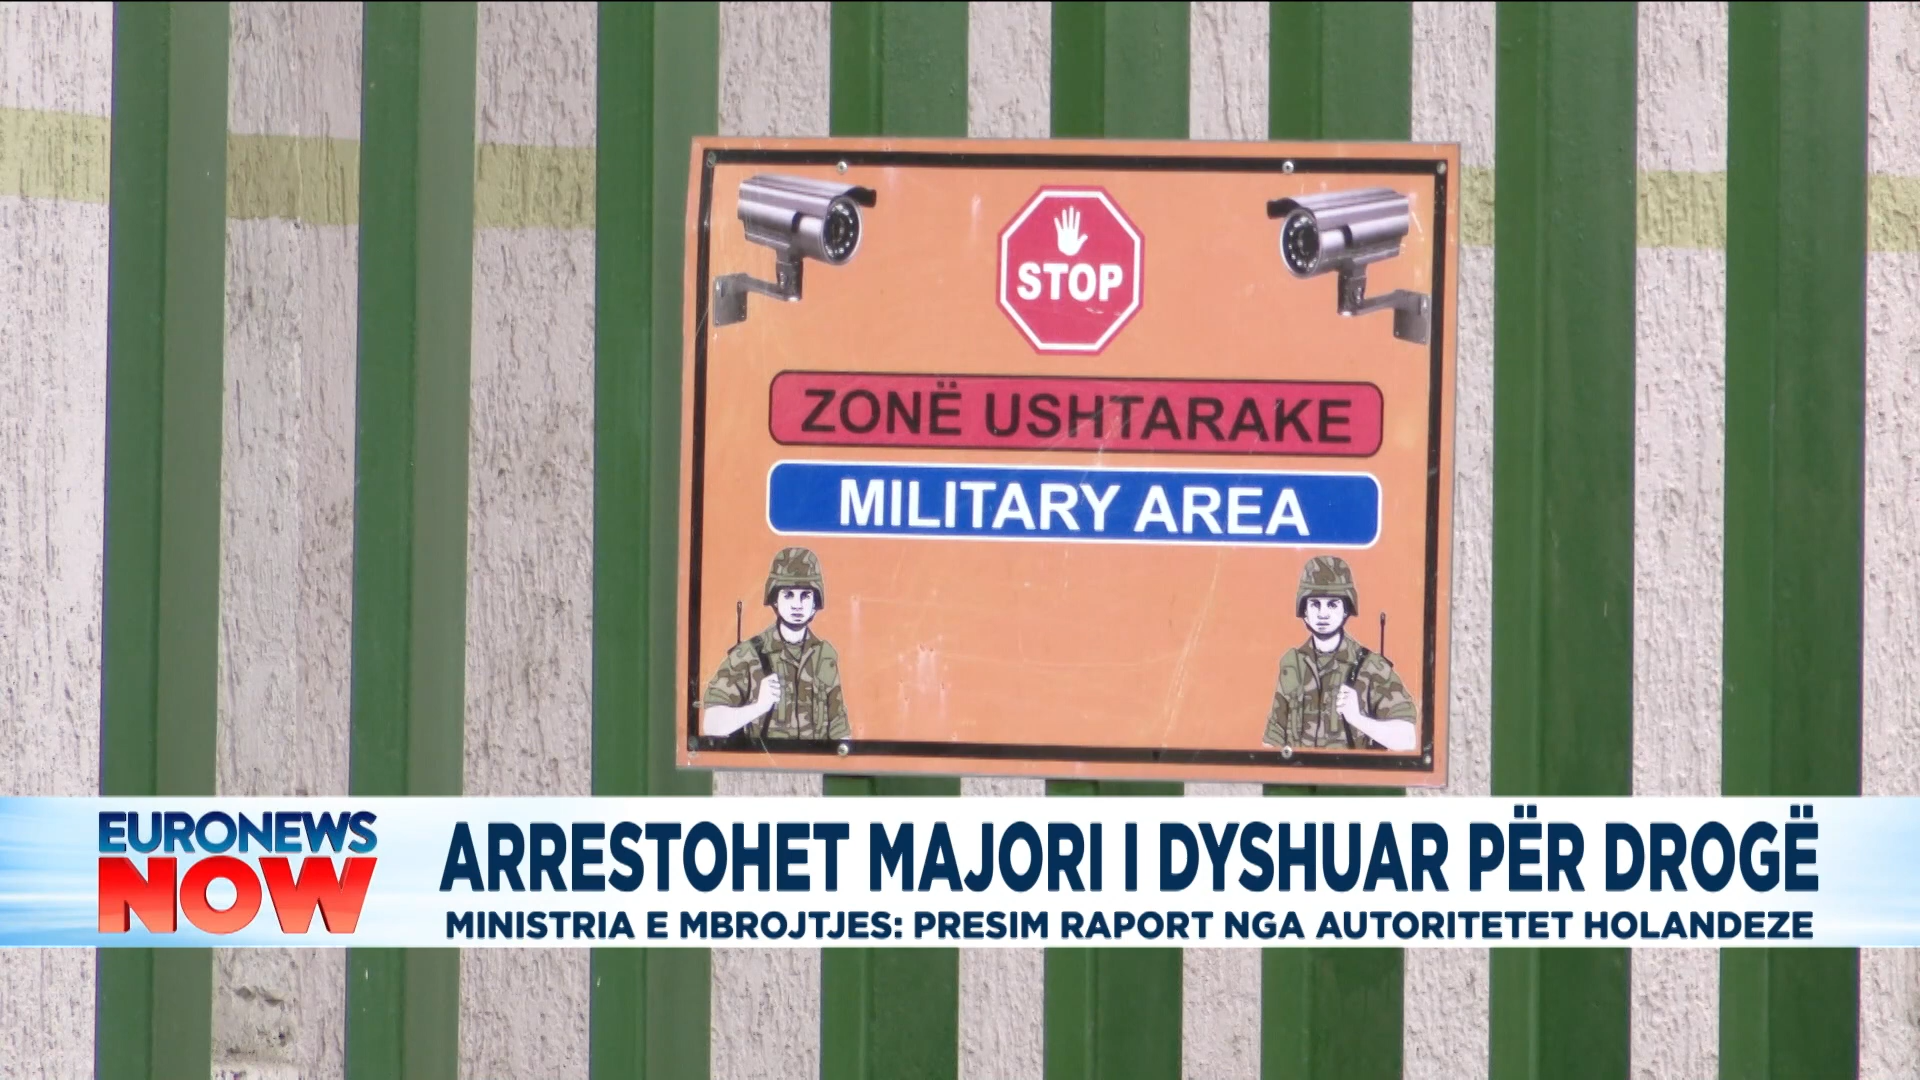 STOP
ZONË USHTARAKE
MILITARY AREA
EURONEWS
NOW
ARRESTOHET MAJORI I DYSHUAR PËR DROGË
MINISTRIA E MBROJTJES: PRESIM RAPORT NGA AUTORITETET HOLANDEZE